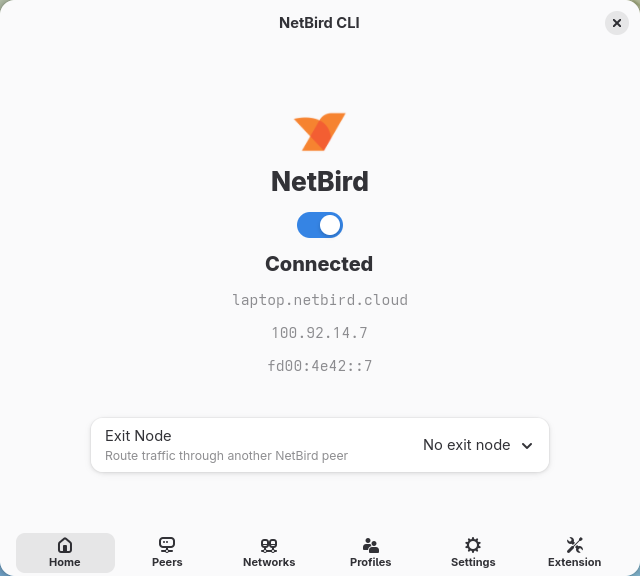 NetBird CLI
NetBird
Connected
laptop.netbird.cloud
100.92.14.7
fd00:4e42::7
Exit Node
Route traffic through another NetBird peer
No exit node
Home
Peers
Networks
Profiles
Settings
Extension